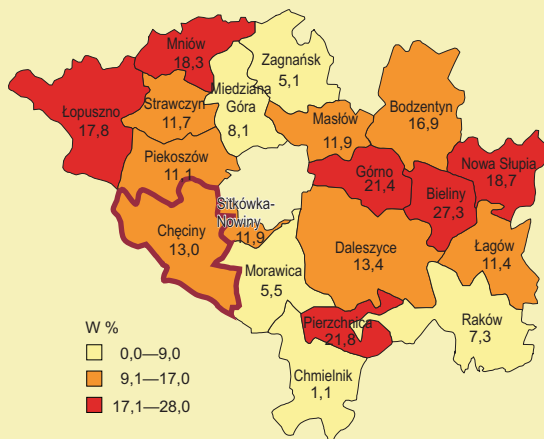 Mniów
18,3
Zagnańsk
5,1
Miedziana
Góra
8,1
Strawczyn
11,7
Łopuszno
17,8
Bodzentyn
16,9
Masłów
11,9
Piekoszów
11,1
Górno
21,4
Nowa Słupia
18,7
Bieliny
27,3
Sitkówka-
Nowiny
11,9
Chęciny
13,0
Daleszyce
13,4
Łagów
11,4
Morawica
5,5
Pierzchnica
21,8
Raków
7,3
Chmielnik
1,1
W %
0,0—9,0
9,1—17,0
17,1—28,0